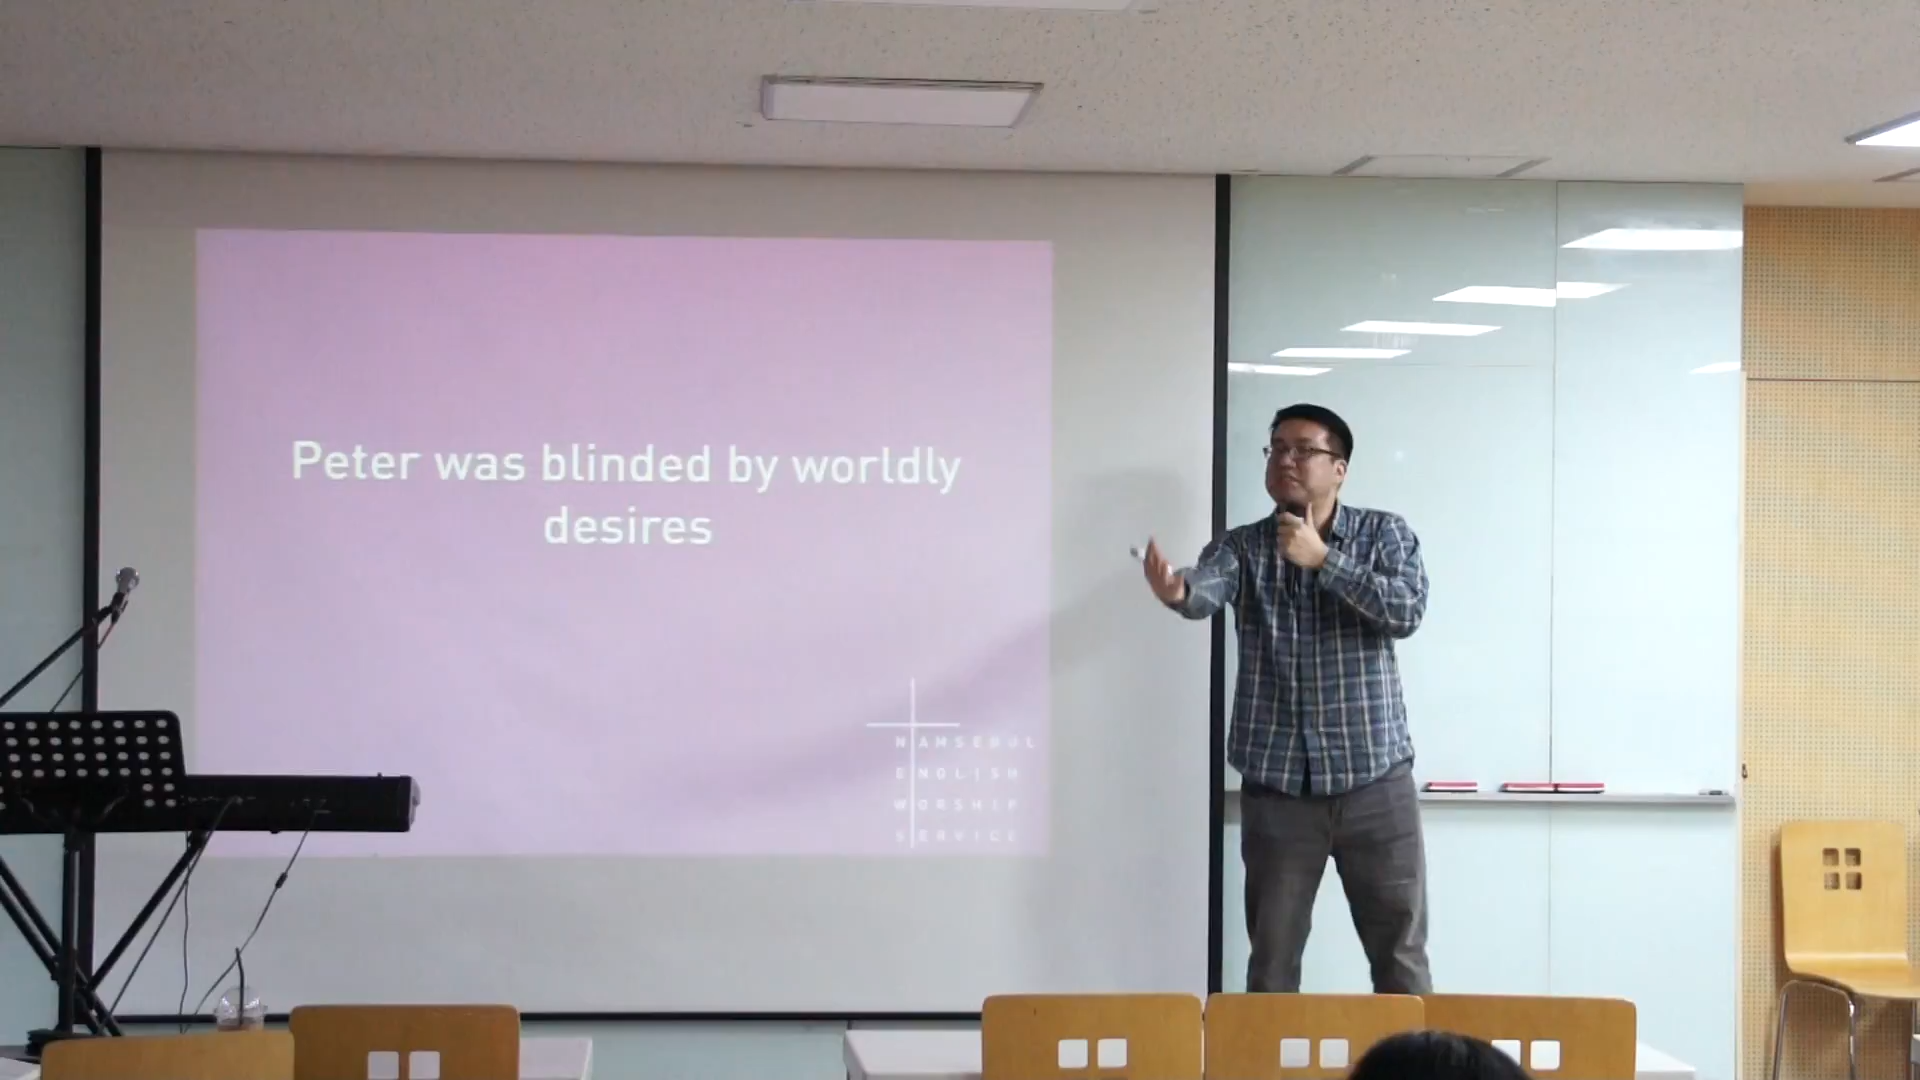 Peter was blinded by worldly
desires
NAMSEOUL
ENGLISH
WORSHIP
SERVICE